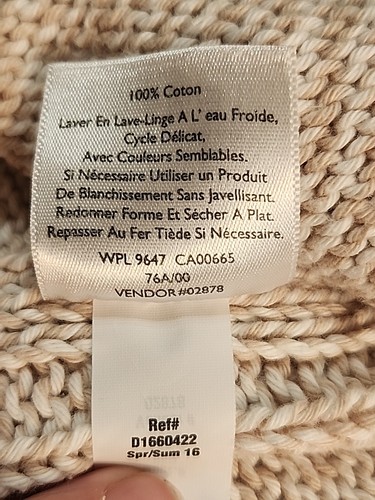 100% Coton
Laver En Lave-Linge A L' eau Froide,
Cycle Délicat,
Avec Couleurs Semblables.
Si Nécessaire Utiliser un Produit
De Blanchissement Sans Javellisant.
Redonner Forme Et Sécher A Plat.
Repasser Au Fer Tiède Si Nécessaire.
WPL 9647 CA00665
76A/00
VENDOR #02878
Ref#
D1660422
Spr/Sum 16